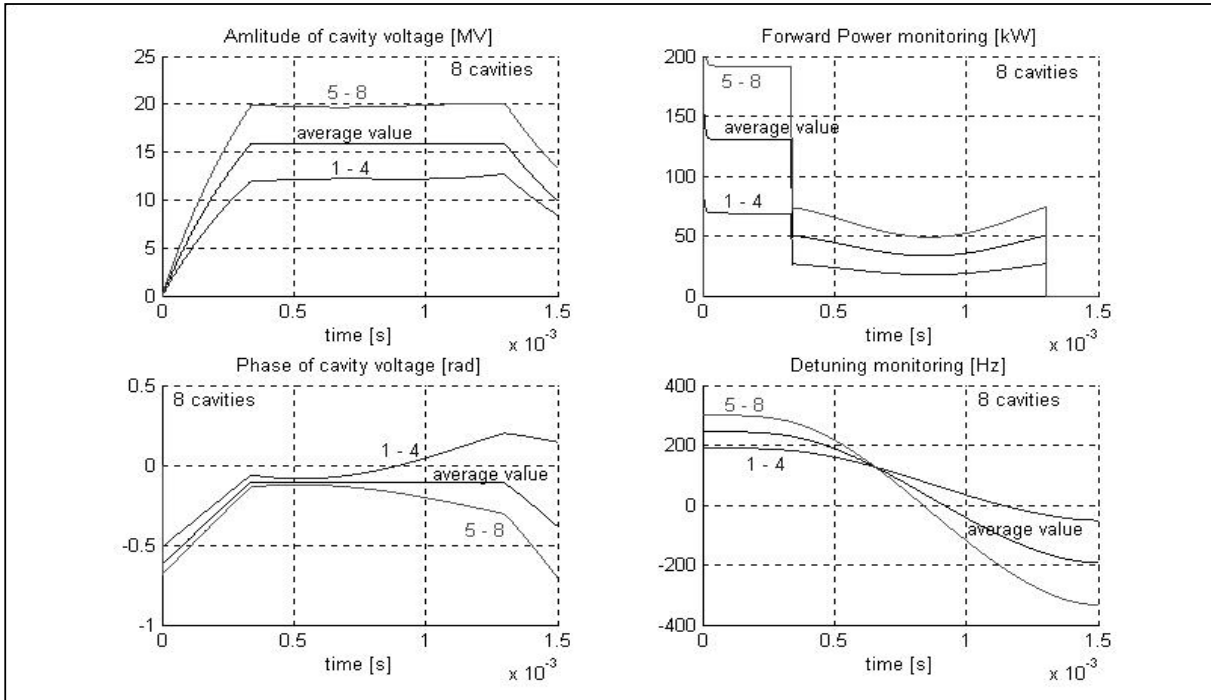 Amlitude of cavity voltage [MV]
25
20
15
10
5
0
8 cavities
5 - 8
average value
1 - 4
0
0.5
1
1.5
time [s]
x 10⁻³
Forward Power monitoring [kW]
200
150
100
50
0
8 cavities
5 - 8
average value
1 - 4
0
0.5
1
1.5
time [s]
x 10⁻³
Phase of cavity voltage [rad]
0.5
0
-0.5
-1
8 cavities
1 - 4
average value
5 - 8
0
0.5
1
1.5
time [s]
x 10⁻³
Detuning monitoring [Hz]
400
200
0
-200
-400
8 cavities
5 - 8
1 - 4
average value
0
0.5
1
1.5
time [s]
x 10⁻³